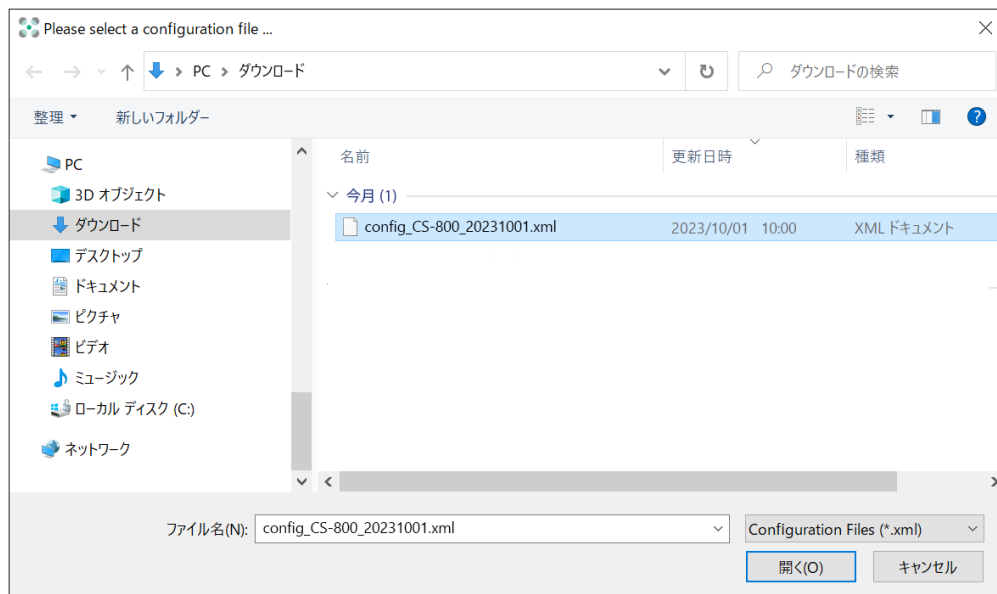 Please select a configuration file ...
PC > ダウンロード
ダウンロードの検索
整理 新しいフォルダー
名前 更新日時 種類
PC
3D オブジェクト
ダウンロード
デスクトップ
ドキュメント
ピクチャ
ビデオ
ミュージック
ローカル ディスク (C:)
ネットワーク
今月 (1)
config_CS-800_20231001.xml 2023/10/01 10:00 XML ドキュメント
ファイル名(N): config_CS-800_20231001.xml Configuration Files (*.xml)
開く(O) キャンセル